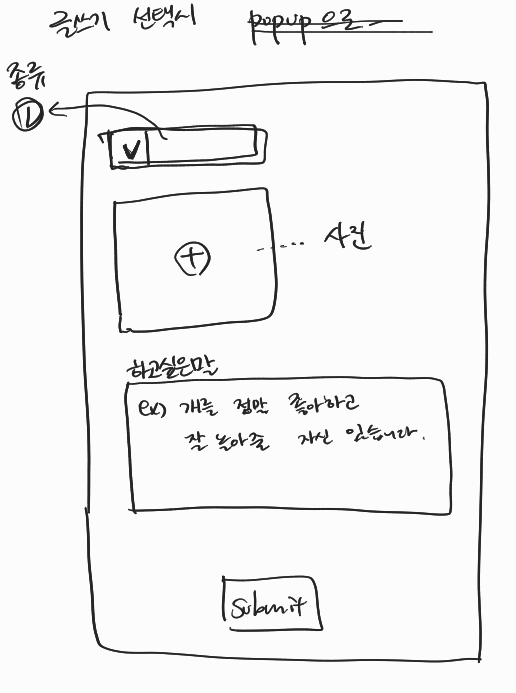 글쓰기 선택시 popup으로
종류
①
V
+
사진
하고싶은말
ex) 개를 정말 좋아하고
잘 놀아줄 자신 있습니다.
Submit